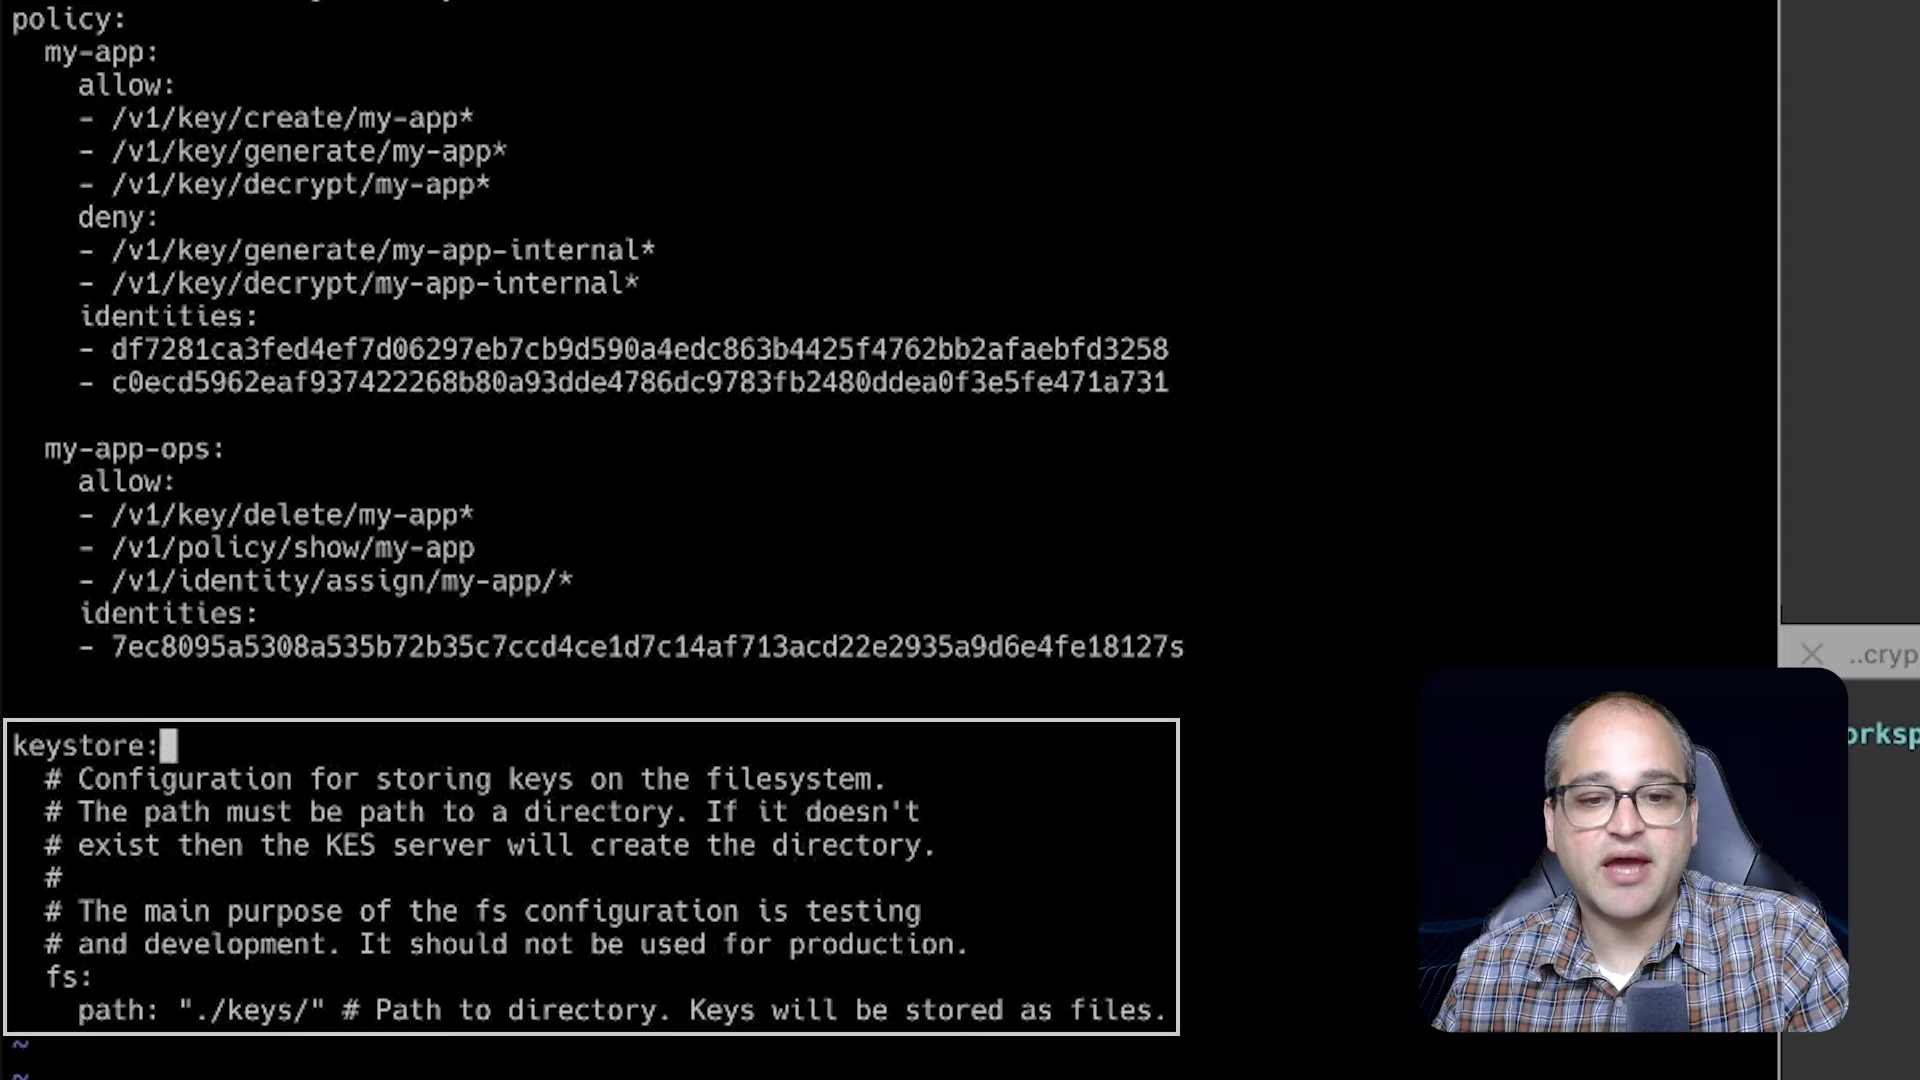 policy:
my-app:
allow:
- /v1/key/create/my-app*
- /v1/key/generate/my-app*
- /v1/key/decrypt/my-app*
deny:
- /v1/key/generate/my-app-internal*
- /v1/key/decrypt/my-app-internal*
identities:
- df7281ca3fed4ef7d06297eb7cb9d590a4edc863b4425f4762bb2afaebfd3258
- c0ecd5962eaf937422268b80a93dde4786dc9783fb2480ddea0f3e5fe471a731
my-app-ops:
allow:
- /v1/key/delete/my-app*
- /v1/policy/show/my-app
- /v1/identity/assign/my-app/*
identities:
- 7ec8095a5308a535b72b35c7ccd4ce1d7c14af713acd22e2935a9d6e4fe18127s
keystore:
# Configuration for storing keys on the filesystem.
# The path must be path to a directory. If it doesn't
# exist then the KES server will create the directory.
#
# The main purpose of the fs configuration is testing
# and development. It should not be used for production.
fs:
path: "./keys/" # Path to directory. Keys will be stored as files.
~
~
..cryp
orksp